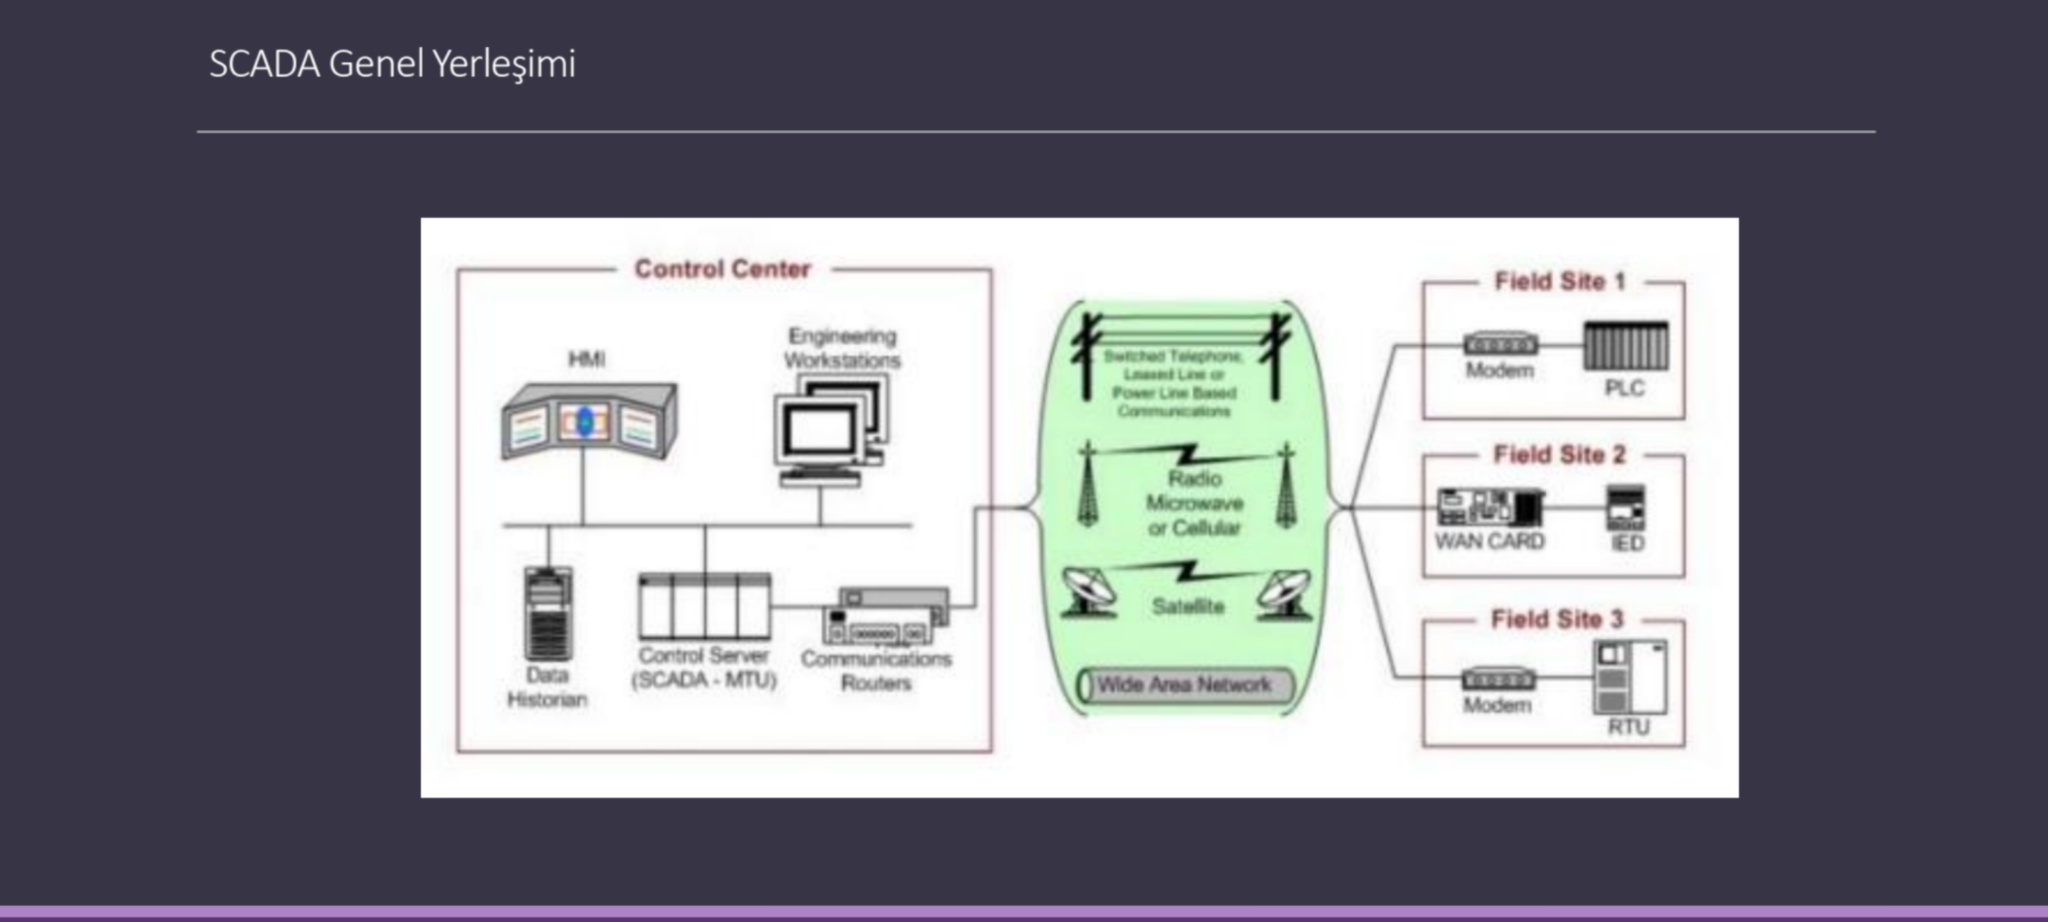 SCADA Genel Yerleşimi
Control Center
HMI
Engineering
Workstations
Data
Historian
Control Server
(SCADA - MTU)
Communications
Routers
Switched Telephone,
Leased Line or
Power Line Based
Communications
Radio
Microwave
or Cellular
Satellite
Wide Area Network
Field Site 1
Modem
PLC
Field Site 2
WAN CARD
IED
Field Site 3
Modem
RTU